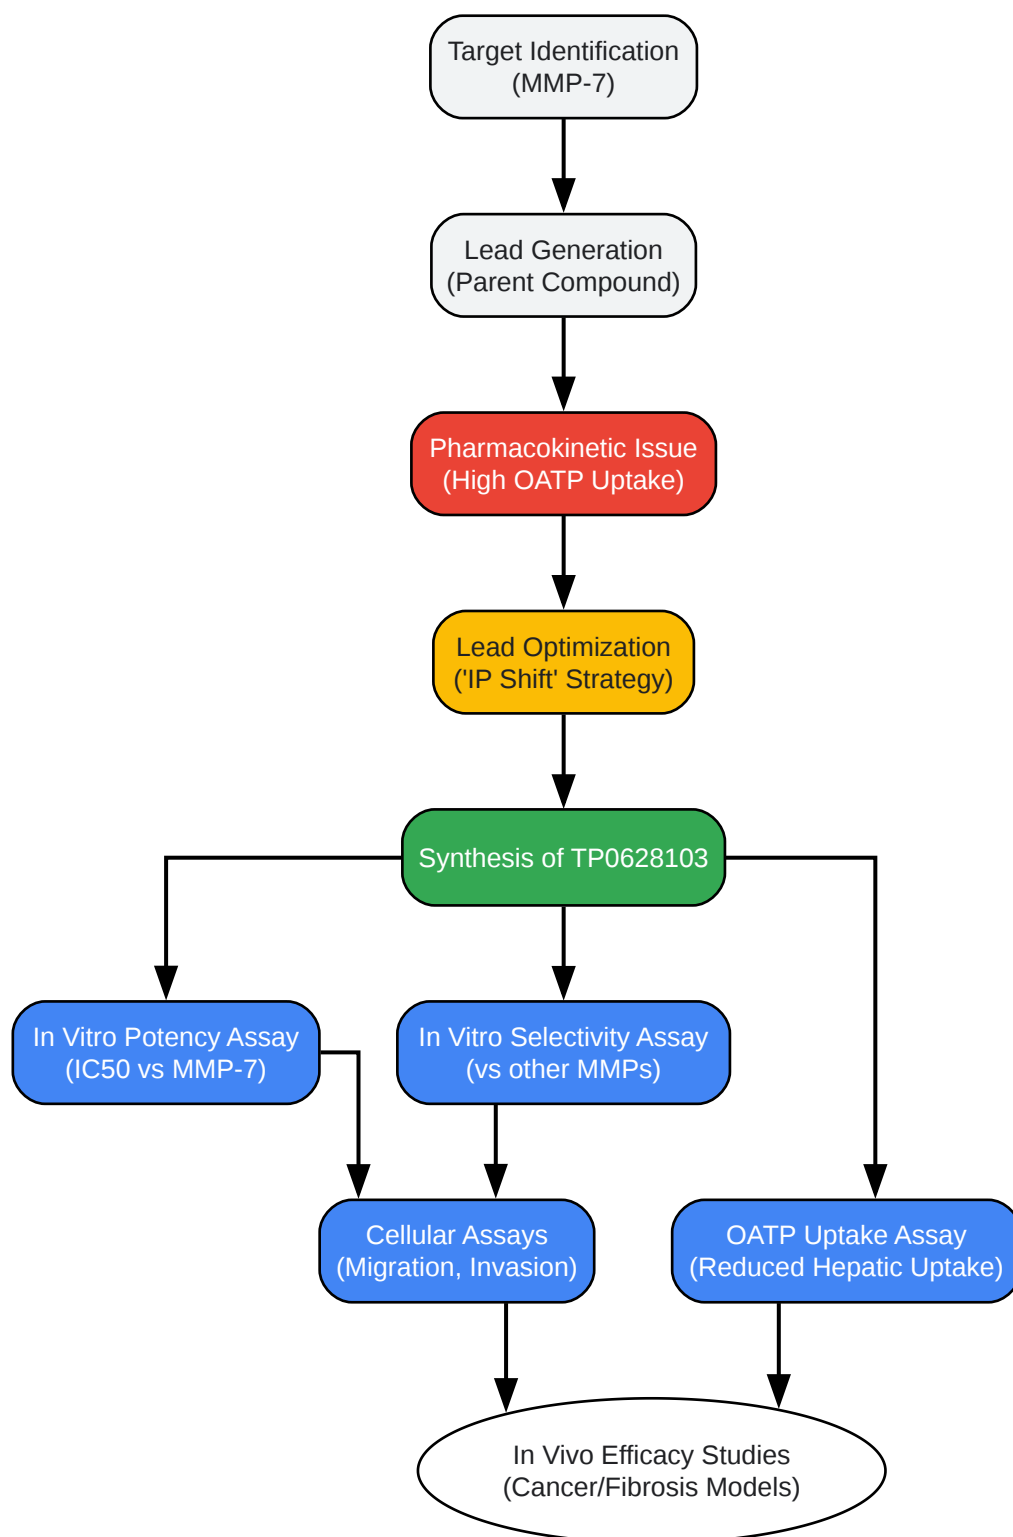 Target Identification
(MMP-7)
Lead Generation
(Parent Compound)
Pharmacokinetic Issue
(High OATP Uptake)
Lead Optimization
('IP Shift' Strategy)
Synthesis of TP0628103
In Vitro Potency Assay
(IC50 vs MMP-7)
In Vitro Selectivity Assay
(vs other MMPs)
Cellular Assays
(Migration, Invasion)
OATP Uptake Assay
(Reduced Hepatic Uptake)
In Vivo Efficacy Studies
(Cancer/Fibrosis Models)